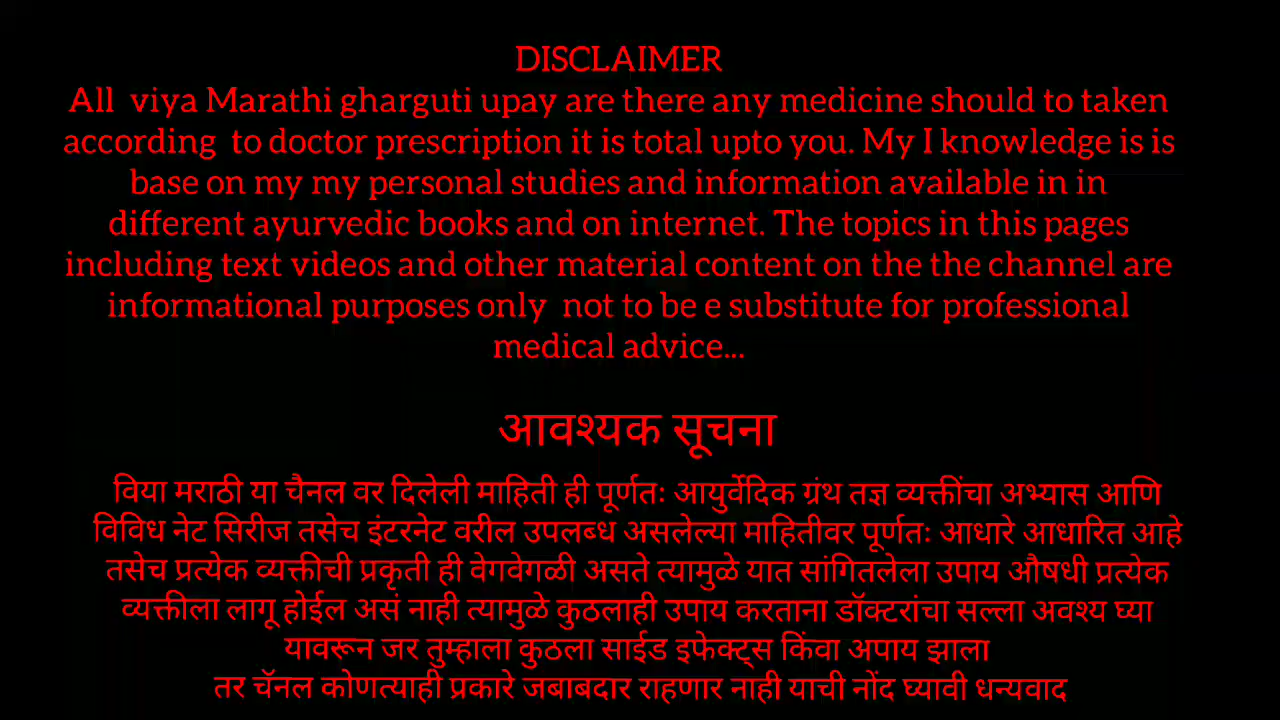 DISCLAIMER
All viya Marathi gharguti upay are there any medicine should to taken
according to doctor prescription it is total upto you. My I knowledge is is
base on my my personal studies and information available in in
different ayurvedic books and on internet. The topics in this pages
including text videos and other material content on the the channel are
informational purposes only not to be e substitute for professional
medical advice...
आवश्यक सूचना
विया मराठी या चैनल वर दिलेली माहिती ही पूर्णतः आयुर्वेदिक ग्रंथ तज्ञ व्यक्तींचा अभ्यास आणि
विविध नेट सिरीज तसेच इंटरनेट वरील उपलब्ध असलेल्या माहितीवर पूर्णतः आधारे आधारित आहे
तसेच प्रत्येक व्यक्तीची प्रकृती ही वेगवेगळी असते त्यामुळे यात सांगितलेला उपाय औषधी प्रत्येक
व्यक्तीला लागू होईल असं नाही त्यामुळे कुठलाही उपाय करताना डॉक्टरांचा सल्ला अवश्य घ्या
यावरून जर तुम्हाला कुठला साईड इफेक्ट्स किंवा अपाय झाला
तर चॅनल कोणत्याही प्रकारे जबाबदार राहणार नाही याची नोंद घ्यावी धन्यवाद